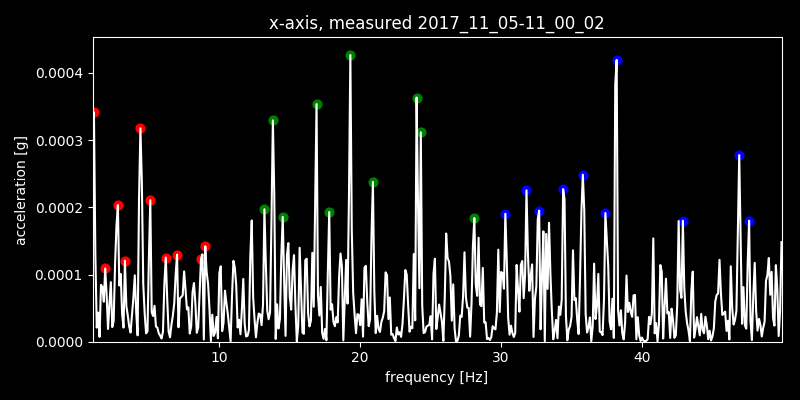 x-axis, measured 2017_11_05-11_00_02
0.0004
0.0003
0.0002
0.0001
0.0000
acceleration [g]
10 20 30 40
frequency [Hz]